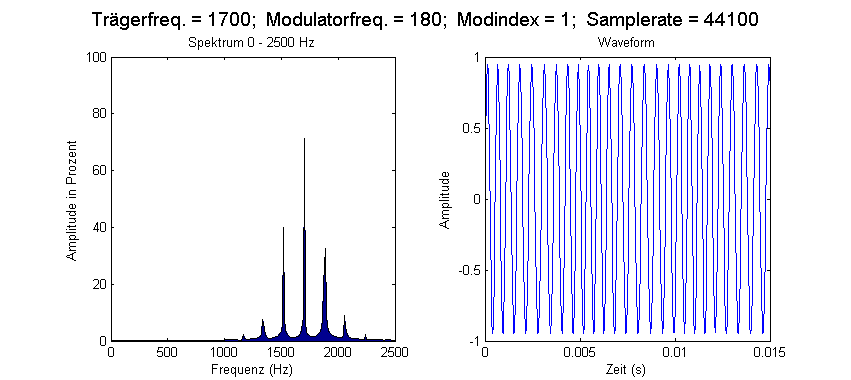 Trägerfreq. = 1700;  Modulatorfreq. = 180;  Modindex = 1;  Samplerate = 44100
Spektrum 0 - 2500 Hz
100
80
60
40
20
0
Amplitude in Prozent
0 500 1000 1500 2000 2500
Frequenz (Hz)
Waveform
1
0.5
0
-0.5
-1
Amplitude
0 0.005 0.01 0.015
Zeit (s)